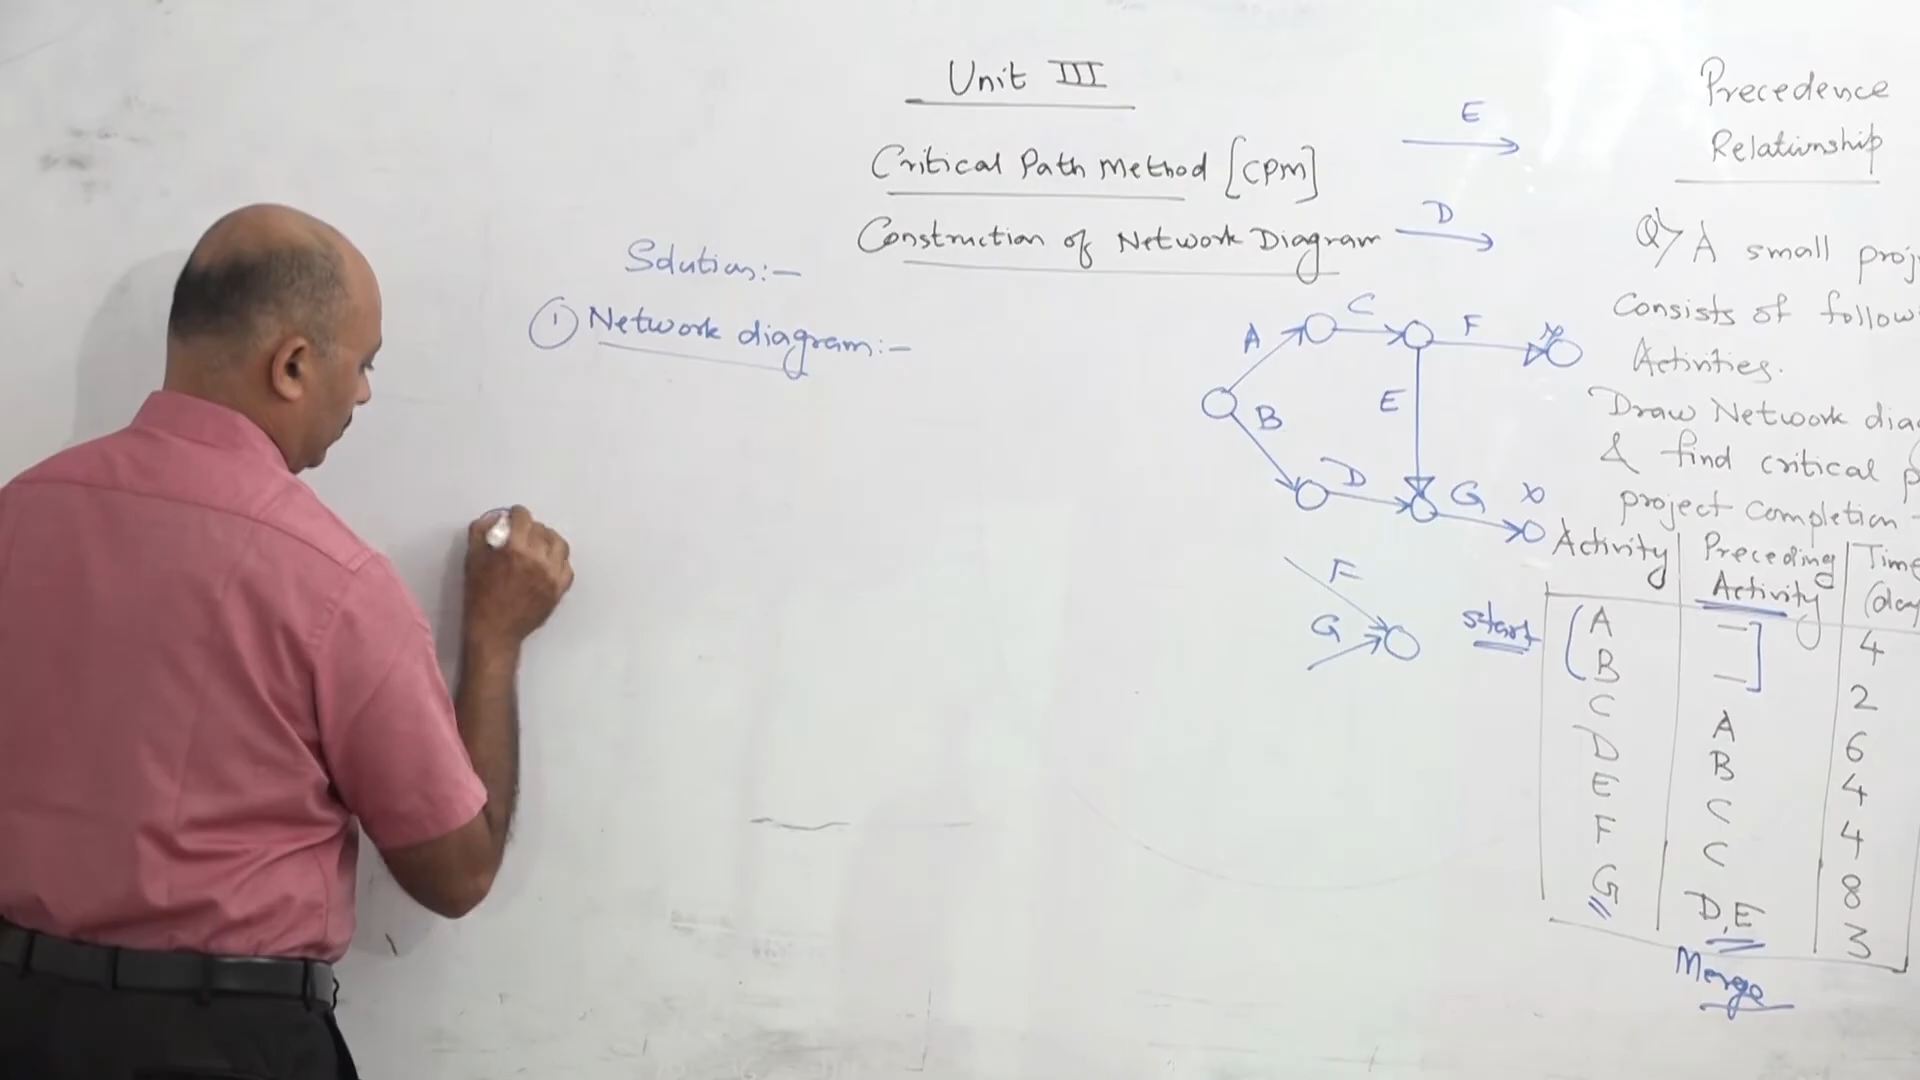 Unit III
Critical Path Method [CPM]
Construction of Network Diagram
Solution:-
① Network diagram:-
E
D
A
C
F
B
E
D
G
F
G
start
Precedence
Relationship
Q> A small proj
Consists of follow
Activities.
Draw Network diag
& find critical p
project completion
Activity Preceding Time
Activity (day
A — 4
B — 2
C A 6
D B 4
E C 4
F C 8
G D,E 3
Merge